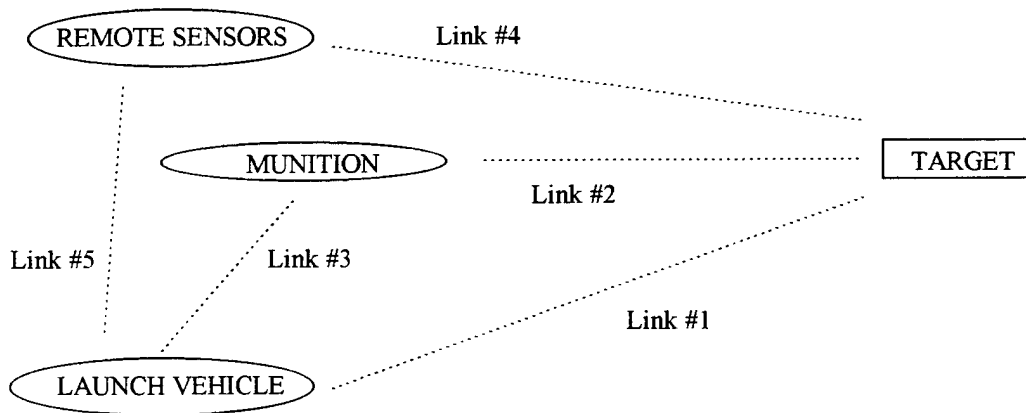 REMOTE SENSORS
Link #4
MUNITION
TARGET
Link #2
Link #5
Link #3
Link #1
LAUNCH VEHICLE